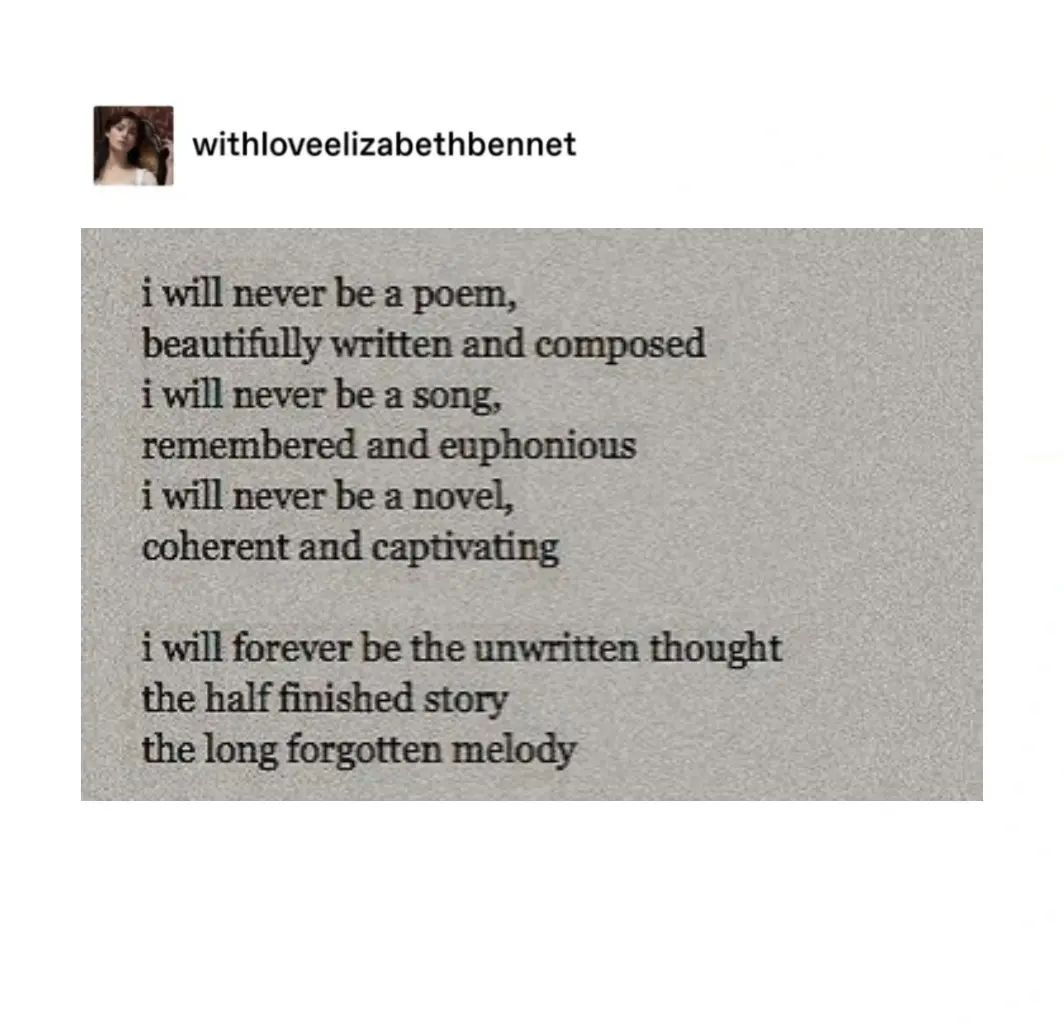 withloveelizabethbennet
i will never be a poem,
beautifully written and composed
i will never be a song,
remembered and euphonious
i will never be a novel,
coherent and captivating
i will forever be the unwritten thought
the half finished story
the long forgotten melody